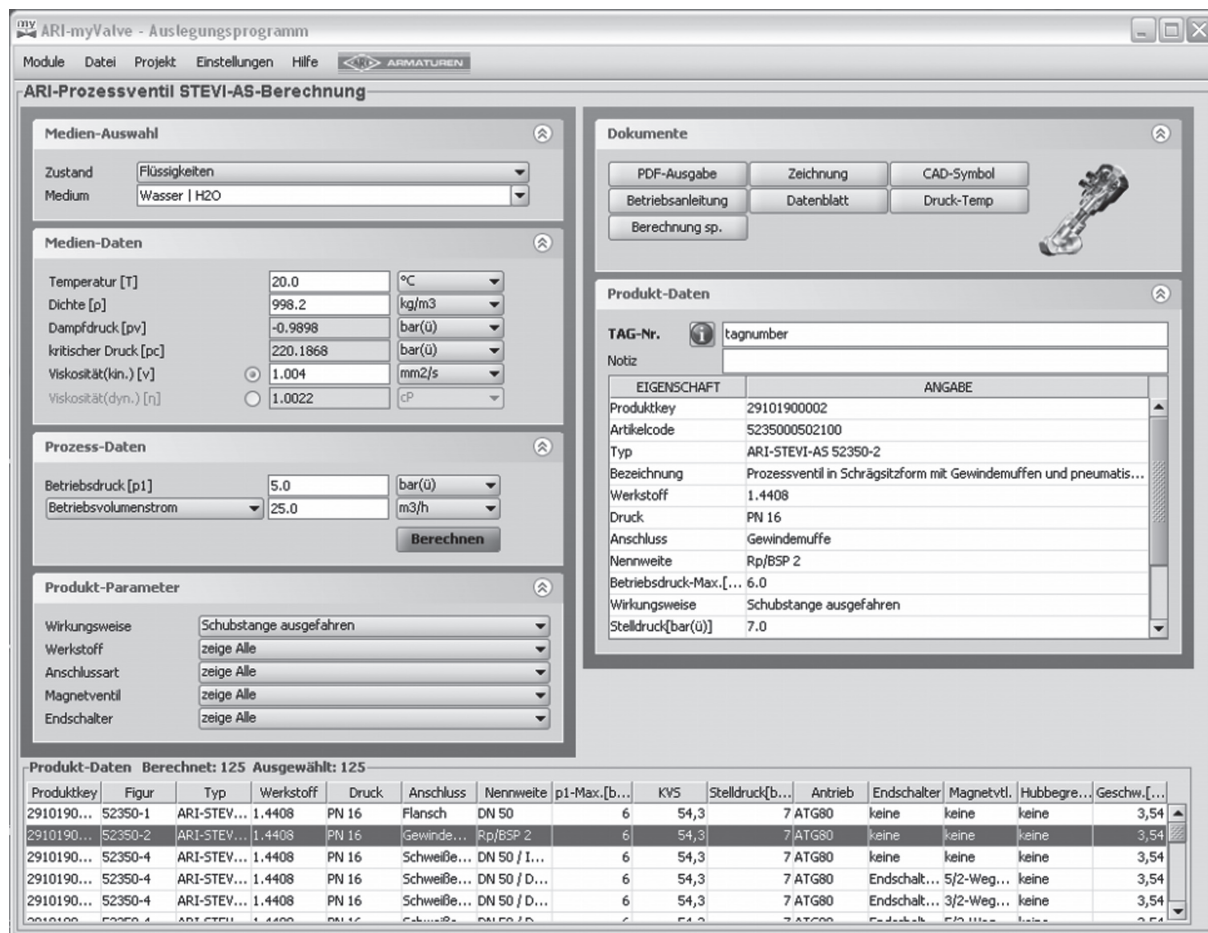 my ARI-myValve - Auslegungsprogramm
Module Datei Projekt Einstellungen Hilfe ARI ARMATUREN
ARI-Prozessventil STEVI-AS-Berechnung
Medien-Auswahl
Zustand Flüssigkeiten
Medium Wasser | H2O
Medien-Daten
Temperatur [T] 20.0 °C
Dichte [ρ] 998.2 kg/m3
Dampfdruck [pv] -0.9898 bar(ü)
kritischer Druck [pc] 220.1868 bar(ü)
Viskosität(kin.) [v] 1.004 mm2/s
Viskosität(dyn.) [η] 1.0022 cP
Prozess-Daten
Betriebsdruck [p1] 5.0 bar(ü)
Betriebsvolumenstrom 25.0 m3/h
Berechnen
Produkt-Parameter
Wirkungsweise Schubstange ausgefahren
Werkstoff zeige Alle
Anschlussart zeige Alle
Magnetventil zeige Alle
Endschalter zeige Alle
Dokumente
PDF-Ausgabe Zeichnung CAD-Symbol
Betriebsanleitung Datenblatt Druck-Temp
Berechnung sp.
Produkt-Daten
TAG-Nr. i tagnumber
Notiz
EIGENSCHAFT ANGABE
Produktkey 29101900002
Artikelcode 5235000502100
Typ ARI-STEVI-AS 52350-2
Bezeichnung Prozessventil in Schrägsitzform mit Gewindemuffen und pneumatis...
Werkstoff 1.4408
Druck PN 16
Anschluss Gewindemuffe
Nennweite Rp/BSP 2
Betriebsdruck-Max.[... 6.0
Wirkungsweise Schubstange ausgefahren
Stelldruck[bar(ü)] 7.0
Produkt-Daten Berechnet: 125 Ausgewählt: 125
Produktkey Figur Typ Werkstoff Druck Anschluss Nennweite p1-Max.[b... KVS Stelldruck[b... Antrieb Endschalter Magnetvtl. Hubbegre... Geschw.[...
2910190... 52350-1 ARI-STEV... 1.4408 PN 16 Flansch DN 50 6 54,3 7 ATG80 keine keine keine 3,54
2910190... 52350-2 ARI-STEV... 1.4408 PN 16 Gewinde... Rp/BSP 2 6 54,3 7 ATG80 keine keine keine 3,54
2910190... 52350-4 ARI-STEV... 1.4408 PN 16 Schweiße... DN 50 / I... 6 54,3 7 ATG80 keine keine keine 3,54
2910190... 52350-4 ARI-STEV... 1.4408 PN 16 Schweiße... DN 50 / D... 6 54,3 7 ATG80 Endschalt... 5/2-Weg... keine 3,54
2910190... 52350-4 ARI-STEV... 1.4408 PN 16 Schweiße... DN 50 / D... 6 54,3 7 ATG80 Endschalt... 3/2-Weg... keine 3,54